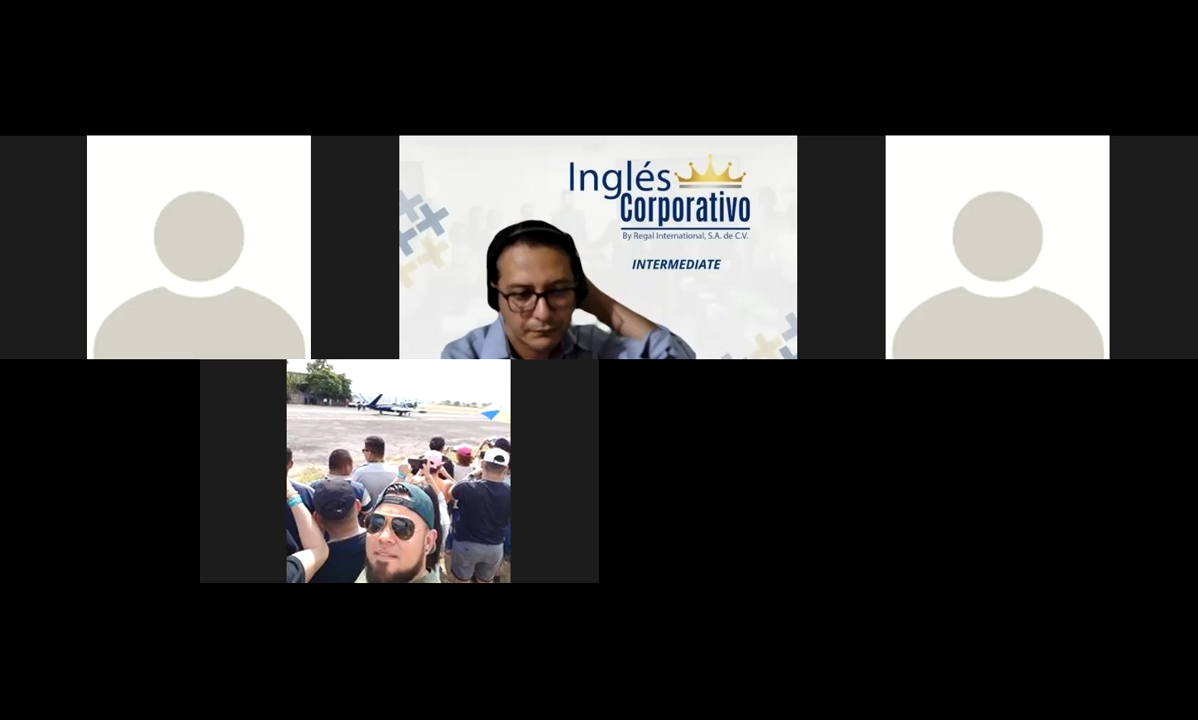 Inglés
Corporativo
By Regal International, S.A. de C.V.
INTERMEDIATE